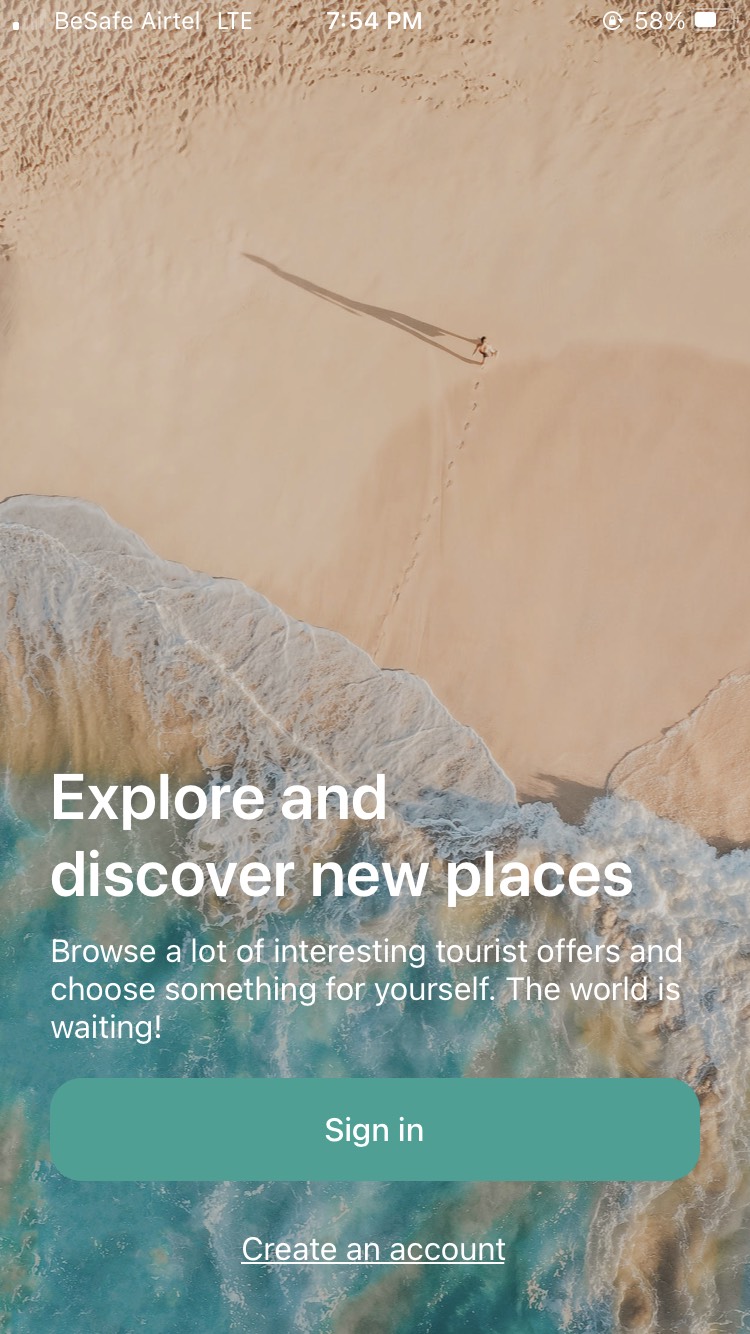 BeSafe Airtel LTE 7:54 PM 58%
Explore and
discover new places
Browse a lot of interesting tourist offers and
choose something for yourself. The world is
waiting!
Sign in
Create an account